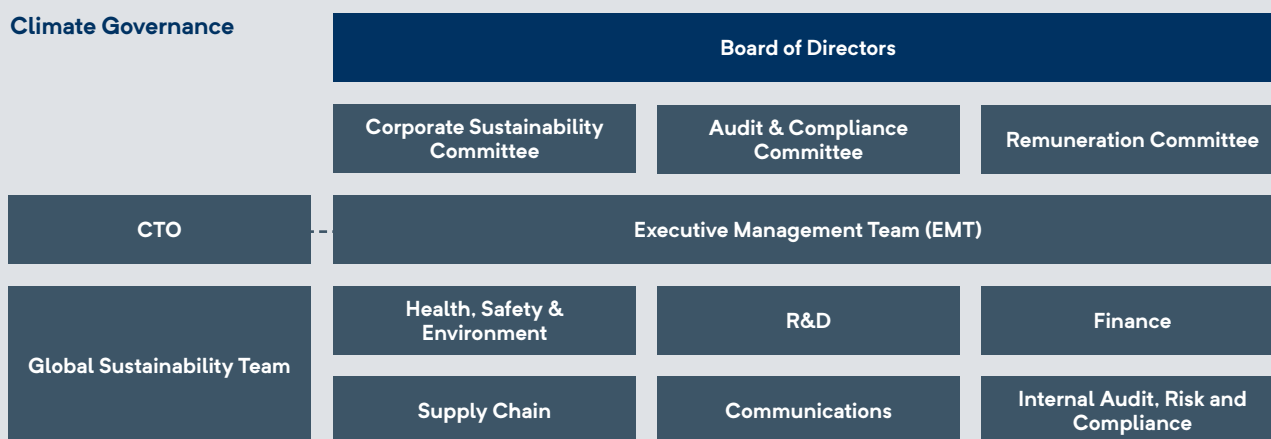 Climate Governance
Board of Directors
Corporate Sustainability
Committee
Audit & Compliance
Committee
Remuneration Committee
CTO
Executive Management Team (EMT)
Global Sustainability Team
Health, Safety &
Environment
R&D
Finance
Supply Chain
Communications
Internal Audit, Risk and
Compliance